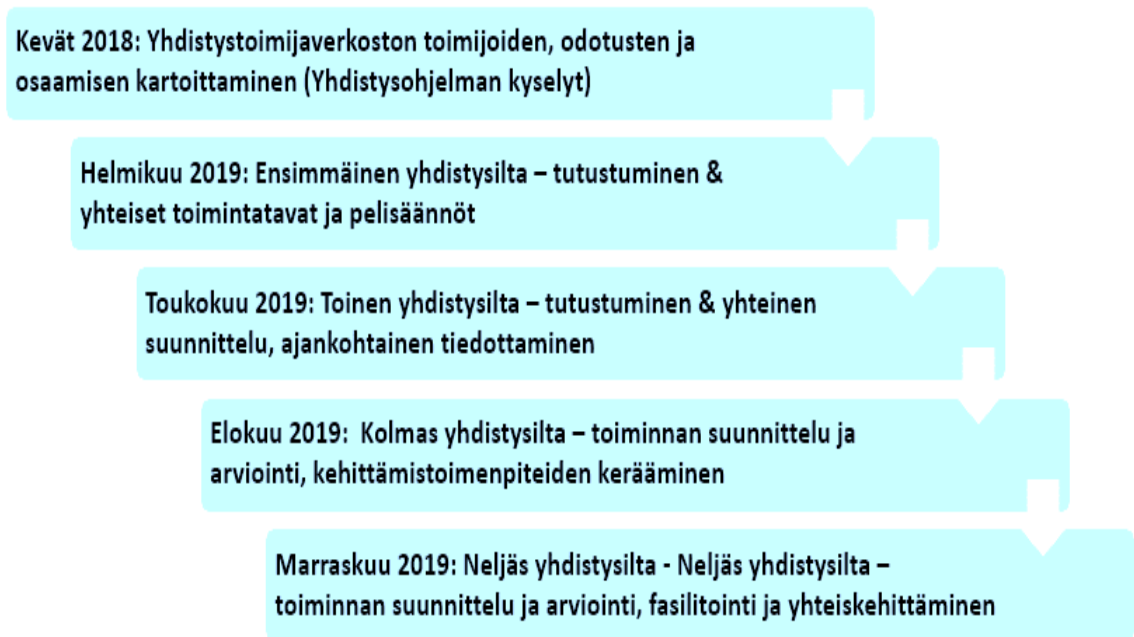 Kevät 2018: Yhdistystoimijaverkoston toimijoiden, odotusten ja
osaamisen kartoittaminen (Yhdistysohjelman kyselyt)
Helmikuu 2019: Ensimmäinen yhdistysilta – tutustuminen &
yhteiset toimintatavat ja pelisäännöt
Toukokuu 2019: Toinen yhdistysilta – tutustuminen & yhteinen
suunnittelu, ajankohtainen tiedottaminen
Elokuu 2019:  Kolmas yhdistysilta – toiminnan suunnittelu ja
arviointi, kehittämistoimenpiteiden kerääminen
Marraskuu 2019: Neljäs yhdistysilta - Neljäs yhdistysilta –
toiminnan suunnittelu ja arviointi, fasilitointi ja yhteiskehittäminen